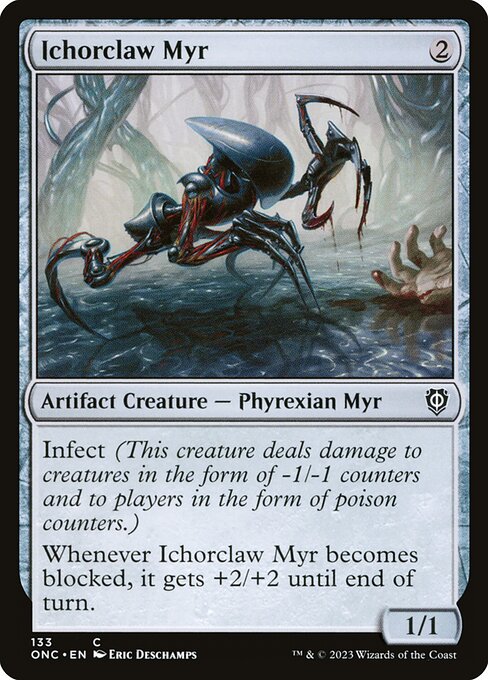 Ichorclaw Myr 2
Artifact Creature — Phyrexian Myr
Infect (This creature deals damage to
creatures in the form of -1/-1 counters
and to players in the form of poison
counters.)
Whenever Ichorclaw Myr becomes
blocked, it gets +2/+2 until end of
turn.
1/1
133 C
ONC • EN Eric Deschamps
™ & © 2023 Wizards of the Coast